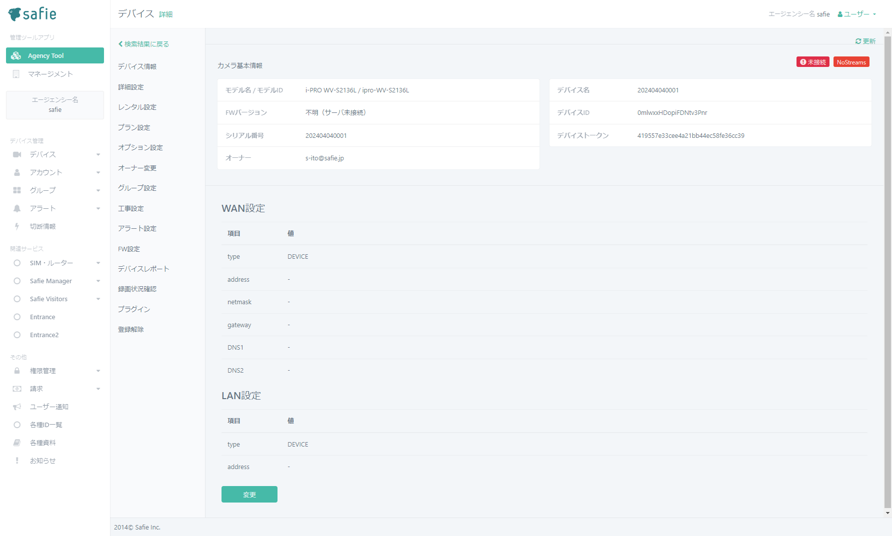 safie
デバイス 詳細
エージェンシー名 safie
ユーザー
管理ツールアプリ
Agency Tool
マネージメント
エージェンシー名
safie
デバイス管理
デバイス
アカウント
グループ
アラート
切断情報
関連サービス
SIM・ルーター
Safie Manager
Safie Visitors
Entrance
Entrance2
その他
権限管理
請求
ユーザー通知
各種ID一覧
各種資料
お知らせ
検索結果に戻る
デバイス情報
詳細設定
レンタル設定
プラン設定
オプション設定
オーナー変更
グループ設定
工事設定
アラート設定
FW設定
デバイスレポート
録画状況確認
プラグイン
登録解除
更新
カメラ基本情報
未接続 NoStreams
モデル名 / モデルID i-PRO WV-S2136L / ipro-WV-S2136L
FWバージョン 不明（サーバ未接続）
シリアル番号 202404040001
オーナー s-ito@safie.jp
デバイス名 202404040001
デバイスID 0mlwxxHDopiFDNtv3Pnr
デバイストークン 419557e33cee4a21bb44ec58fe36cc39
WAN設定
項目 値
type DEVICE
address -
netmask -
gateway -
DNS1 -
DNS2 -
LAN設定
項目 値
type DEVICE
address -
変更
2014© Safie Inc.